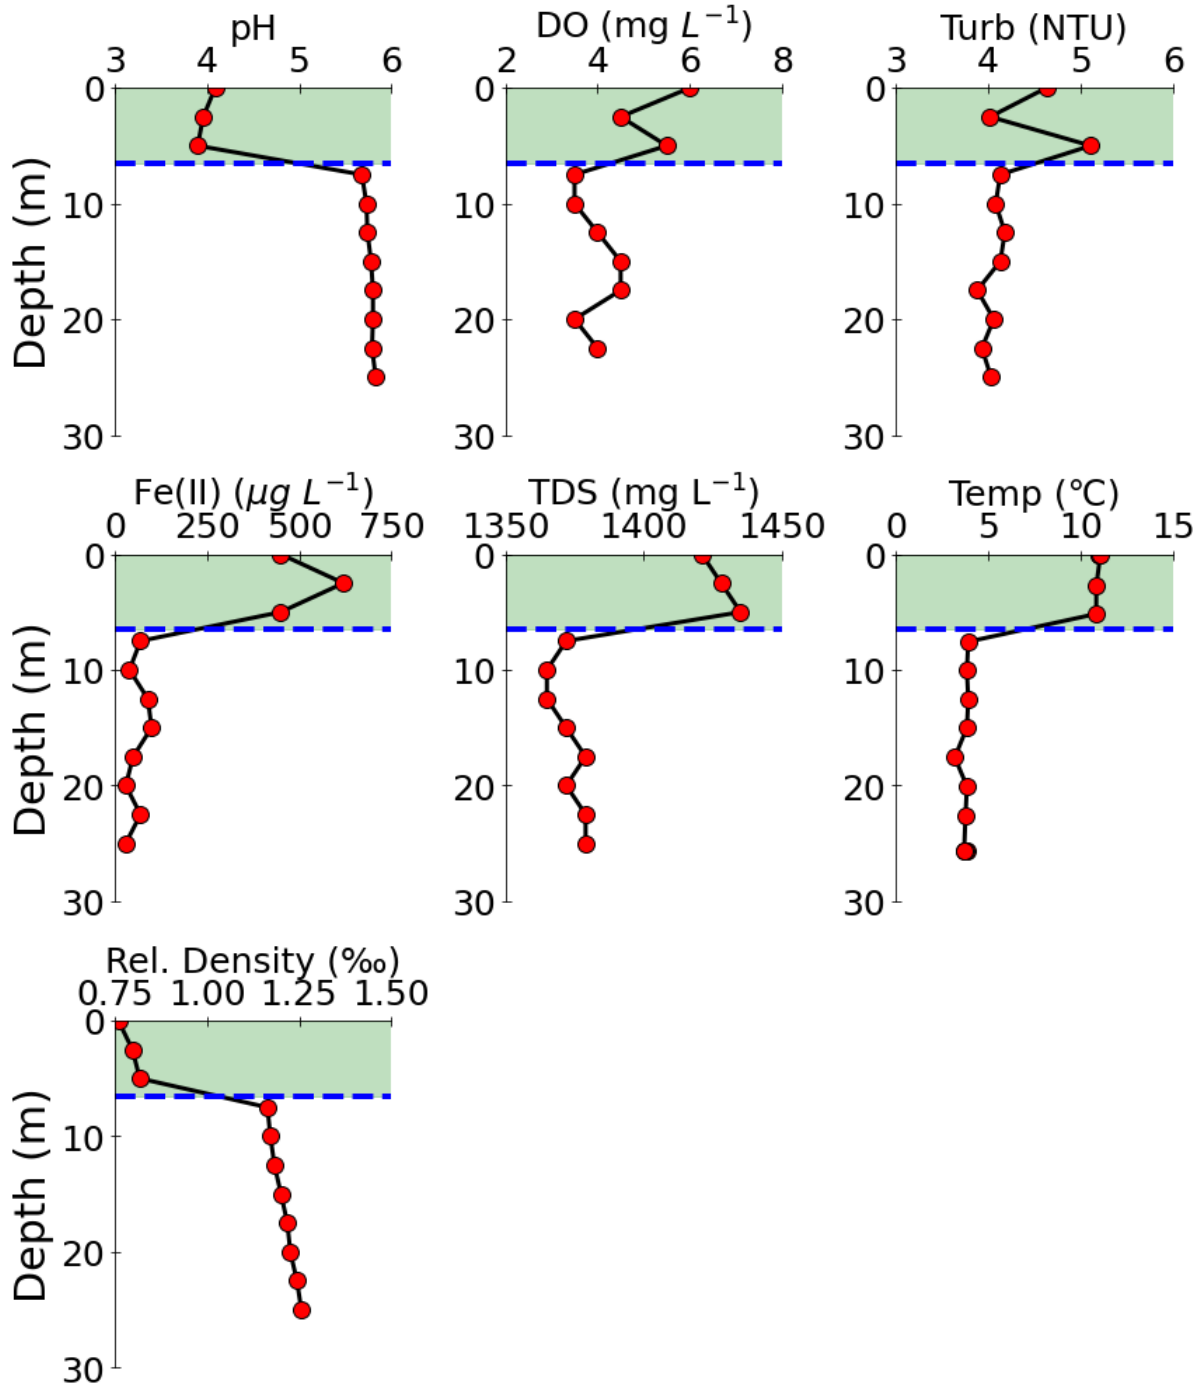 pH
3 4 5 6
0
10
20
30
Depth (m)
DO (mg L⁻¹)
2 4 6 8
0
10
20
30
Turb (NTU)
3 4 5 6
0
10
20
30
Fe(II) (μg L⁻¹)
0 250 500 750
0
10
20
30
Depth (m)
TDS (mg L⁻¹)
1350 1400 1450
0
10
20
30
Temp (℃)
0 5 10 15
0
10
20
30
Rel. Density (‰)
0.75 1.00 1.25 1.50
0
10
20
30
Depth (m)